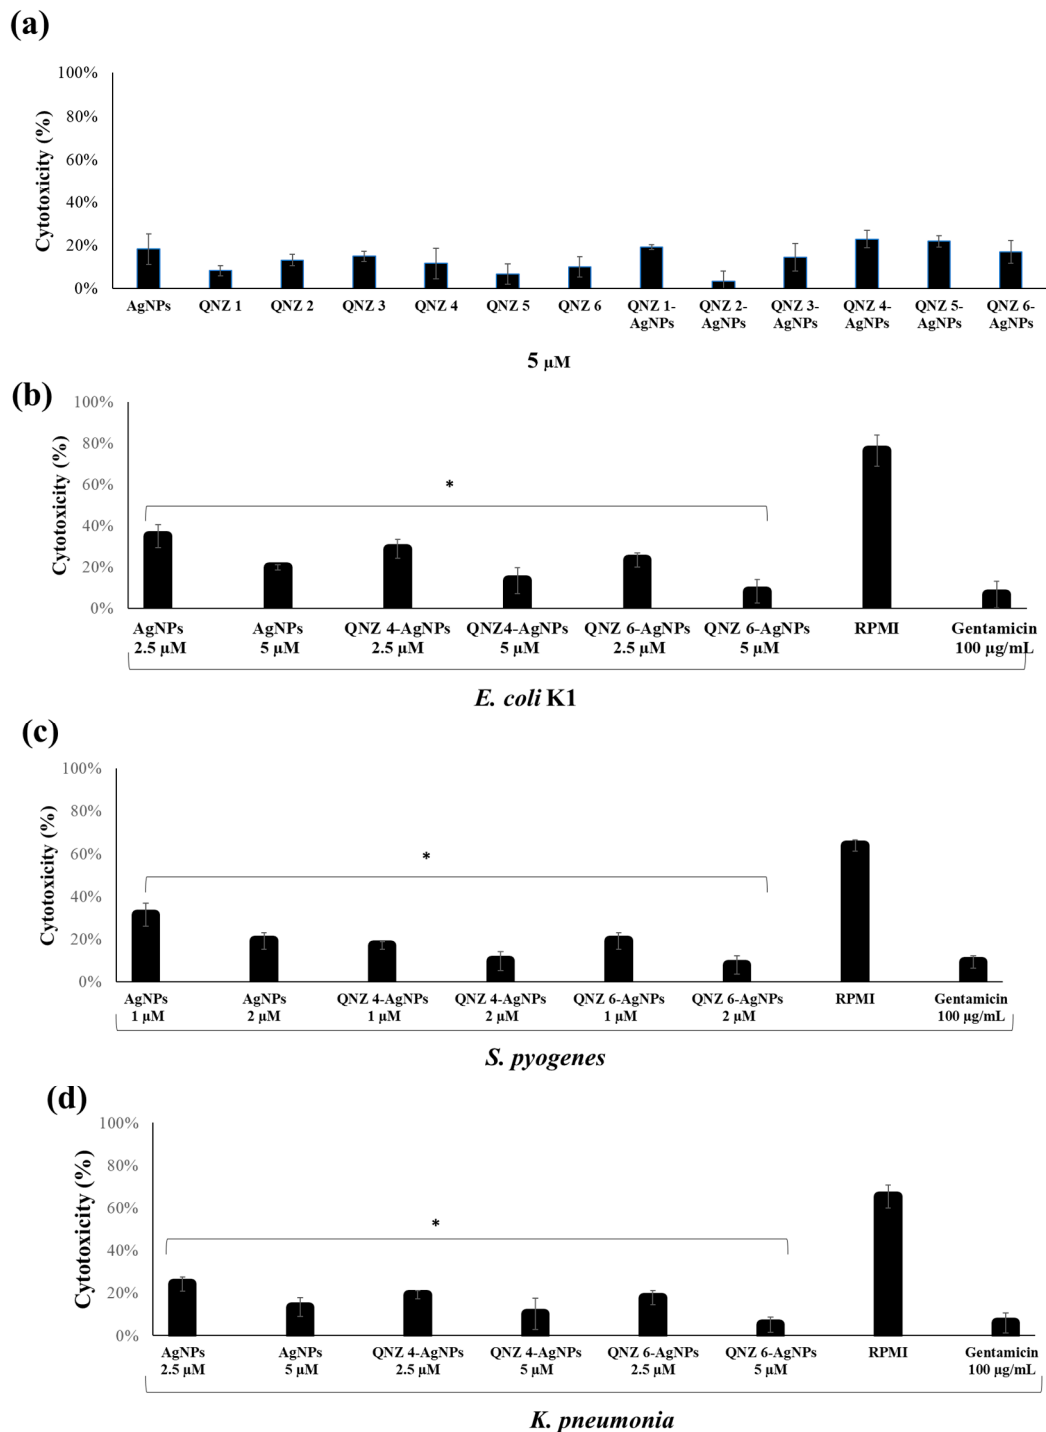 (a)
100%
80%
60%
40%
20%
0%
Cytotoxicity (%)
AgNPs QNZ 1 QNZ 2 QNZ 3 QNZ 4 QNZ 5 QNZ 6 QNZ 1- QNZ 2- QNZ 3- QNZ 4- QNZ 5- QNZ 6-
AgNPs AgNPs AgNPs AgNPs AgNPs AgNPs
5 µM
(b)
100%
80%
60%
40%
20%
0%
Cytotoxicity (%)
*
AgNPs AgNPs QNZ 4-AgNPs QNZ4-AgNPs QNZ 6-AgNPs QNZ 6-AgNPs RPMI Gentamicin
2.5 µM 5 µM 2.5 µM 5 µM 2.5 µM 5 µM 100 µg/mL
E. coli K1
(c)
100%
80%
60%
40%
20%
0%
Cytotoxicity (%)
*
AgNPs AgNPs QNZ 4-AgNPs QNZ 4-AgNPs QNZ 6-AgNPs QNZ 6-AgNPs RPMI Gentamicin
1 µM 2 µM 1 µM 2 µM 1 µM 2 µM 100 µg/mL
S. pyogenes
(d)
100%
80%
60%
40%
20%
0%
Cytotoxicity (%)
*
AgNPs AgNPs QNZ 4-AgNPs QNZ 4-AgNPs QNZ 6-AgNPs QNZ 6-AgNPs RPMI Gentamicin
2.5 µM 5 µM 2.5 µM 5 µM 2.5 µM 5 µM 100 µg/mL
K. pneumonia